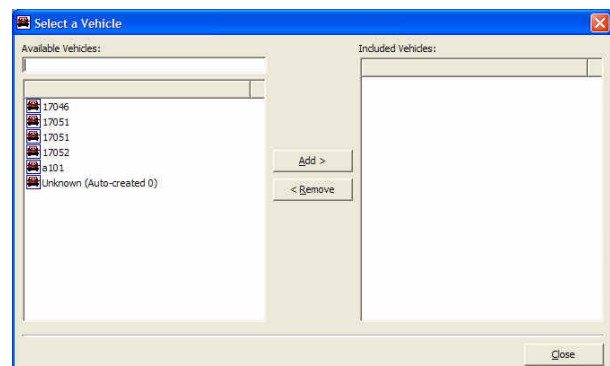 Select a Vehicle
Available Vehicles:
Included Vehicles:
17046
17051
17051
17052
a101
Unknown (Auto-created 0)
Add >
< Remove
Close